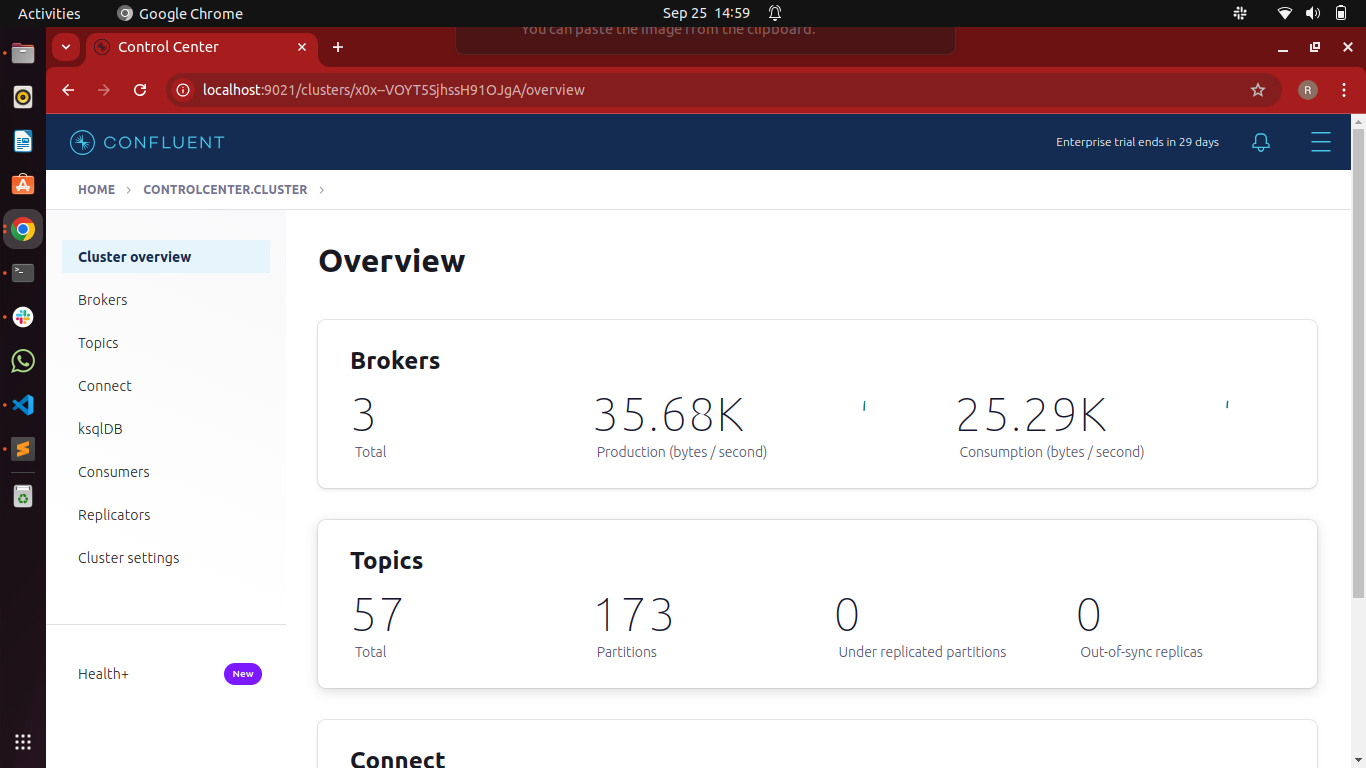 Activities
Google Chrome
Sep 25 14:59
You can paste the image from the clipboard.
Control Center
localhost:9021/clusters/x0x--VOYT5SjhssH91OJgA/overview
R
CONFLUENT
Enterprise trial ends in 29 days
HOME > CONTROLCENTER.CLUSTER >
Cluster overview
Brokers
Topics
Connect
ksqlDB
Consumers
Replicators
Cluster settings
Health+
New
Overview
Brokers
3 35.68K 25.29K
Total Production (bytes / second) Consumption (bytes / second)
Topics
57 173 0 0
Total Partitions Under replicated partitions Out-of-sync replicas
Connect